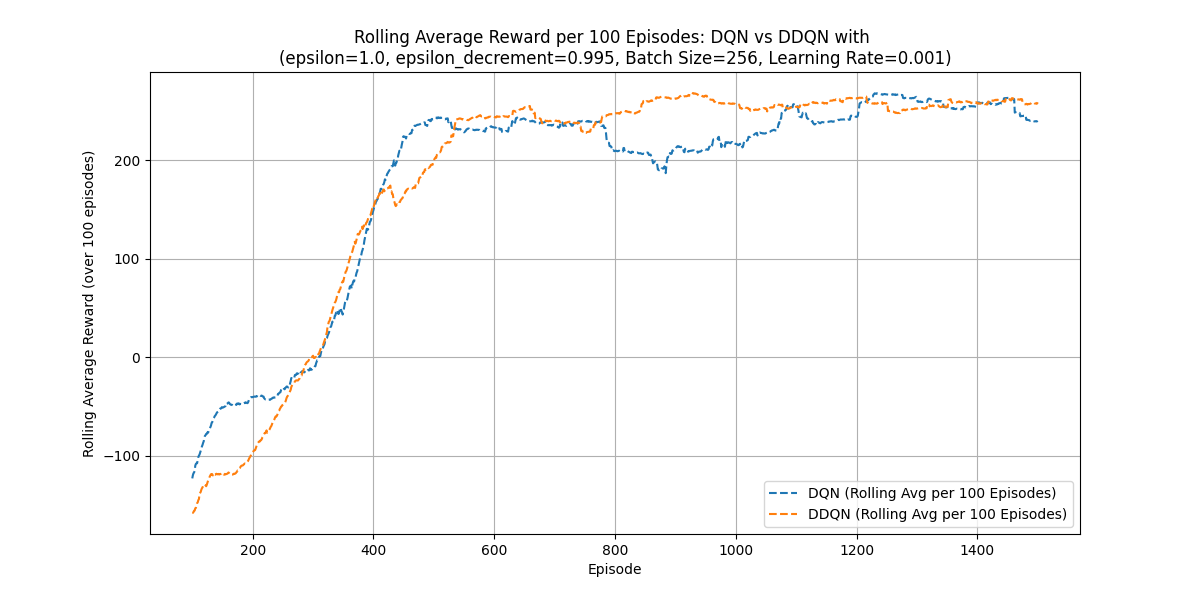 Rolling Average Reward per 100 Episodes: DQN vs DDQN with
(epsilon=1.0, epsilon_decrement=0.995, Batch Size=256, Learning Rate=0.001)
Rolling Average Reward (over 100 episodes)
200
100
0
−100
DQN (Rolling Avg per 100 Episodes)
DDQN (Rolling Avg per 100 Episodes)
200 400 600 800 1000 1200 1400
Episode